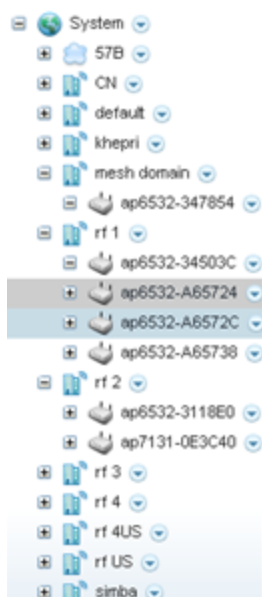 System
57B
CN
default
khepri
mesh domain
ap6532-347854
rf 1
ap6532-34503C
ap6532-A65724
ap6532-A6572C
ap6532-A65738
rf 2
ap6532-3118E0
ap7131-0E3C40
rf 3
rf 4
rf 4US
rf US
simba